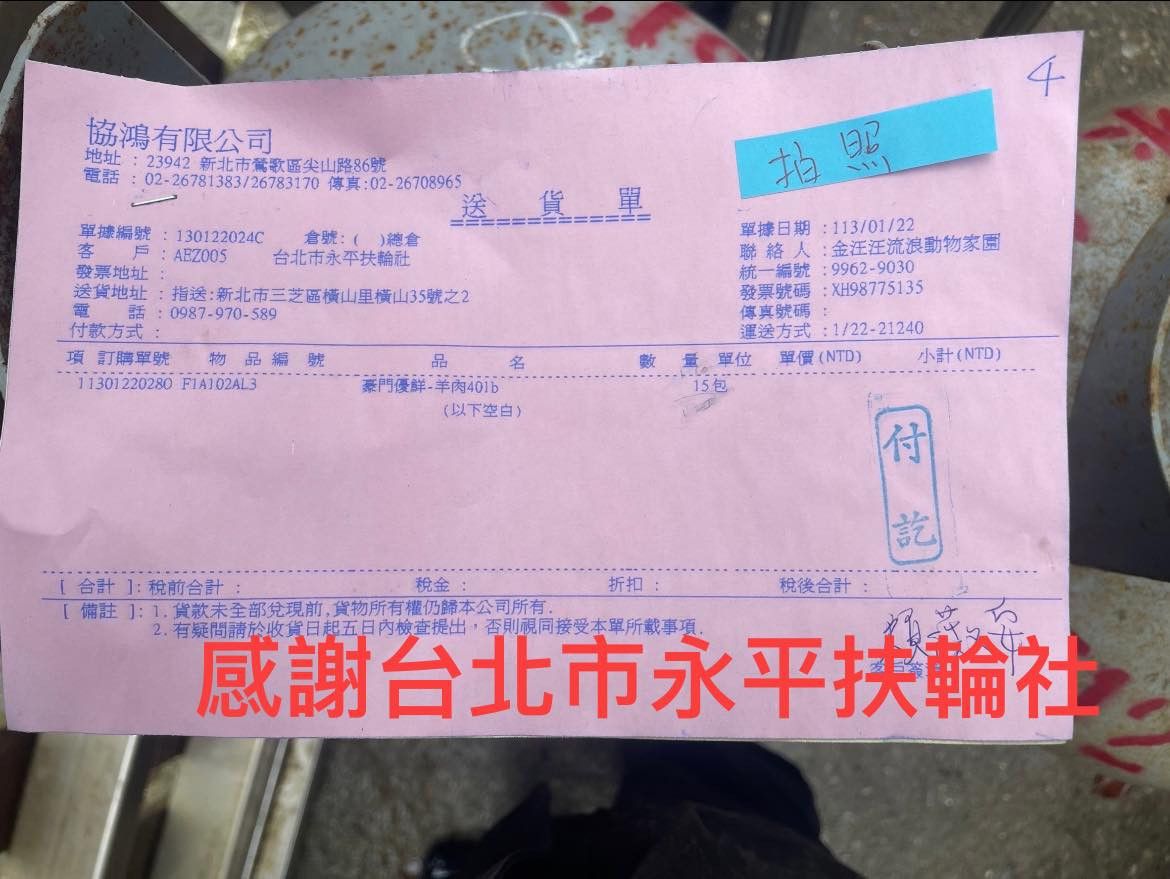 4
協鴻有限公司
拍照
地址 : 23942 新北市鶯歌區尖山路86號
電話 : 02-26781383/26783170 傳真:02-26708965
送 貨 單
單據編號 : 130122024C 倉號: ( )總倉 單據日期 : 113/01/22
客 戶 : AEZ005 台北市永平扶輪社 聯絡人 : 金汪汪流浪動物家園
發票地址 : 統一編號 : 9962-9030
送貨地址 : 指送:新北市三芝區橫山里橫山35號之2 發票號碼 : XH98775135
電 話 : 0987-970-589 傳真號碼 :
付款方式 : 運送方式 : 1/22-21240
項 訂購單號 物 品 編 號 品 名 數 量 單位 單價(NTD) 小計(NTD)
1130122028O F1A102AL3 豪門優鮮-羊肉40lb 15包
(以下空白)
付訖
[ 合計 ]: 稅前合計 : 稅金 : 折扣 : 稅後合計 :
[ 備註 ]: 1. 貨款未全部兌現前,貨物所有權仍歸本公司所有.
2. 有疑問請於收貨日起五日內檢查提出，否則視同接受本單所載事項.
感謝台北市永平扶輪社